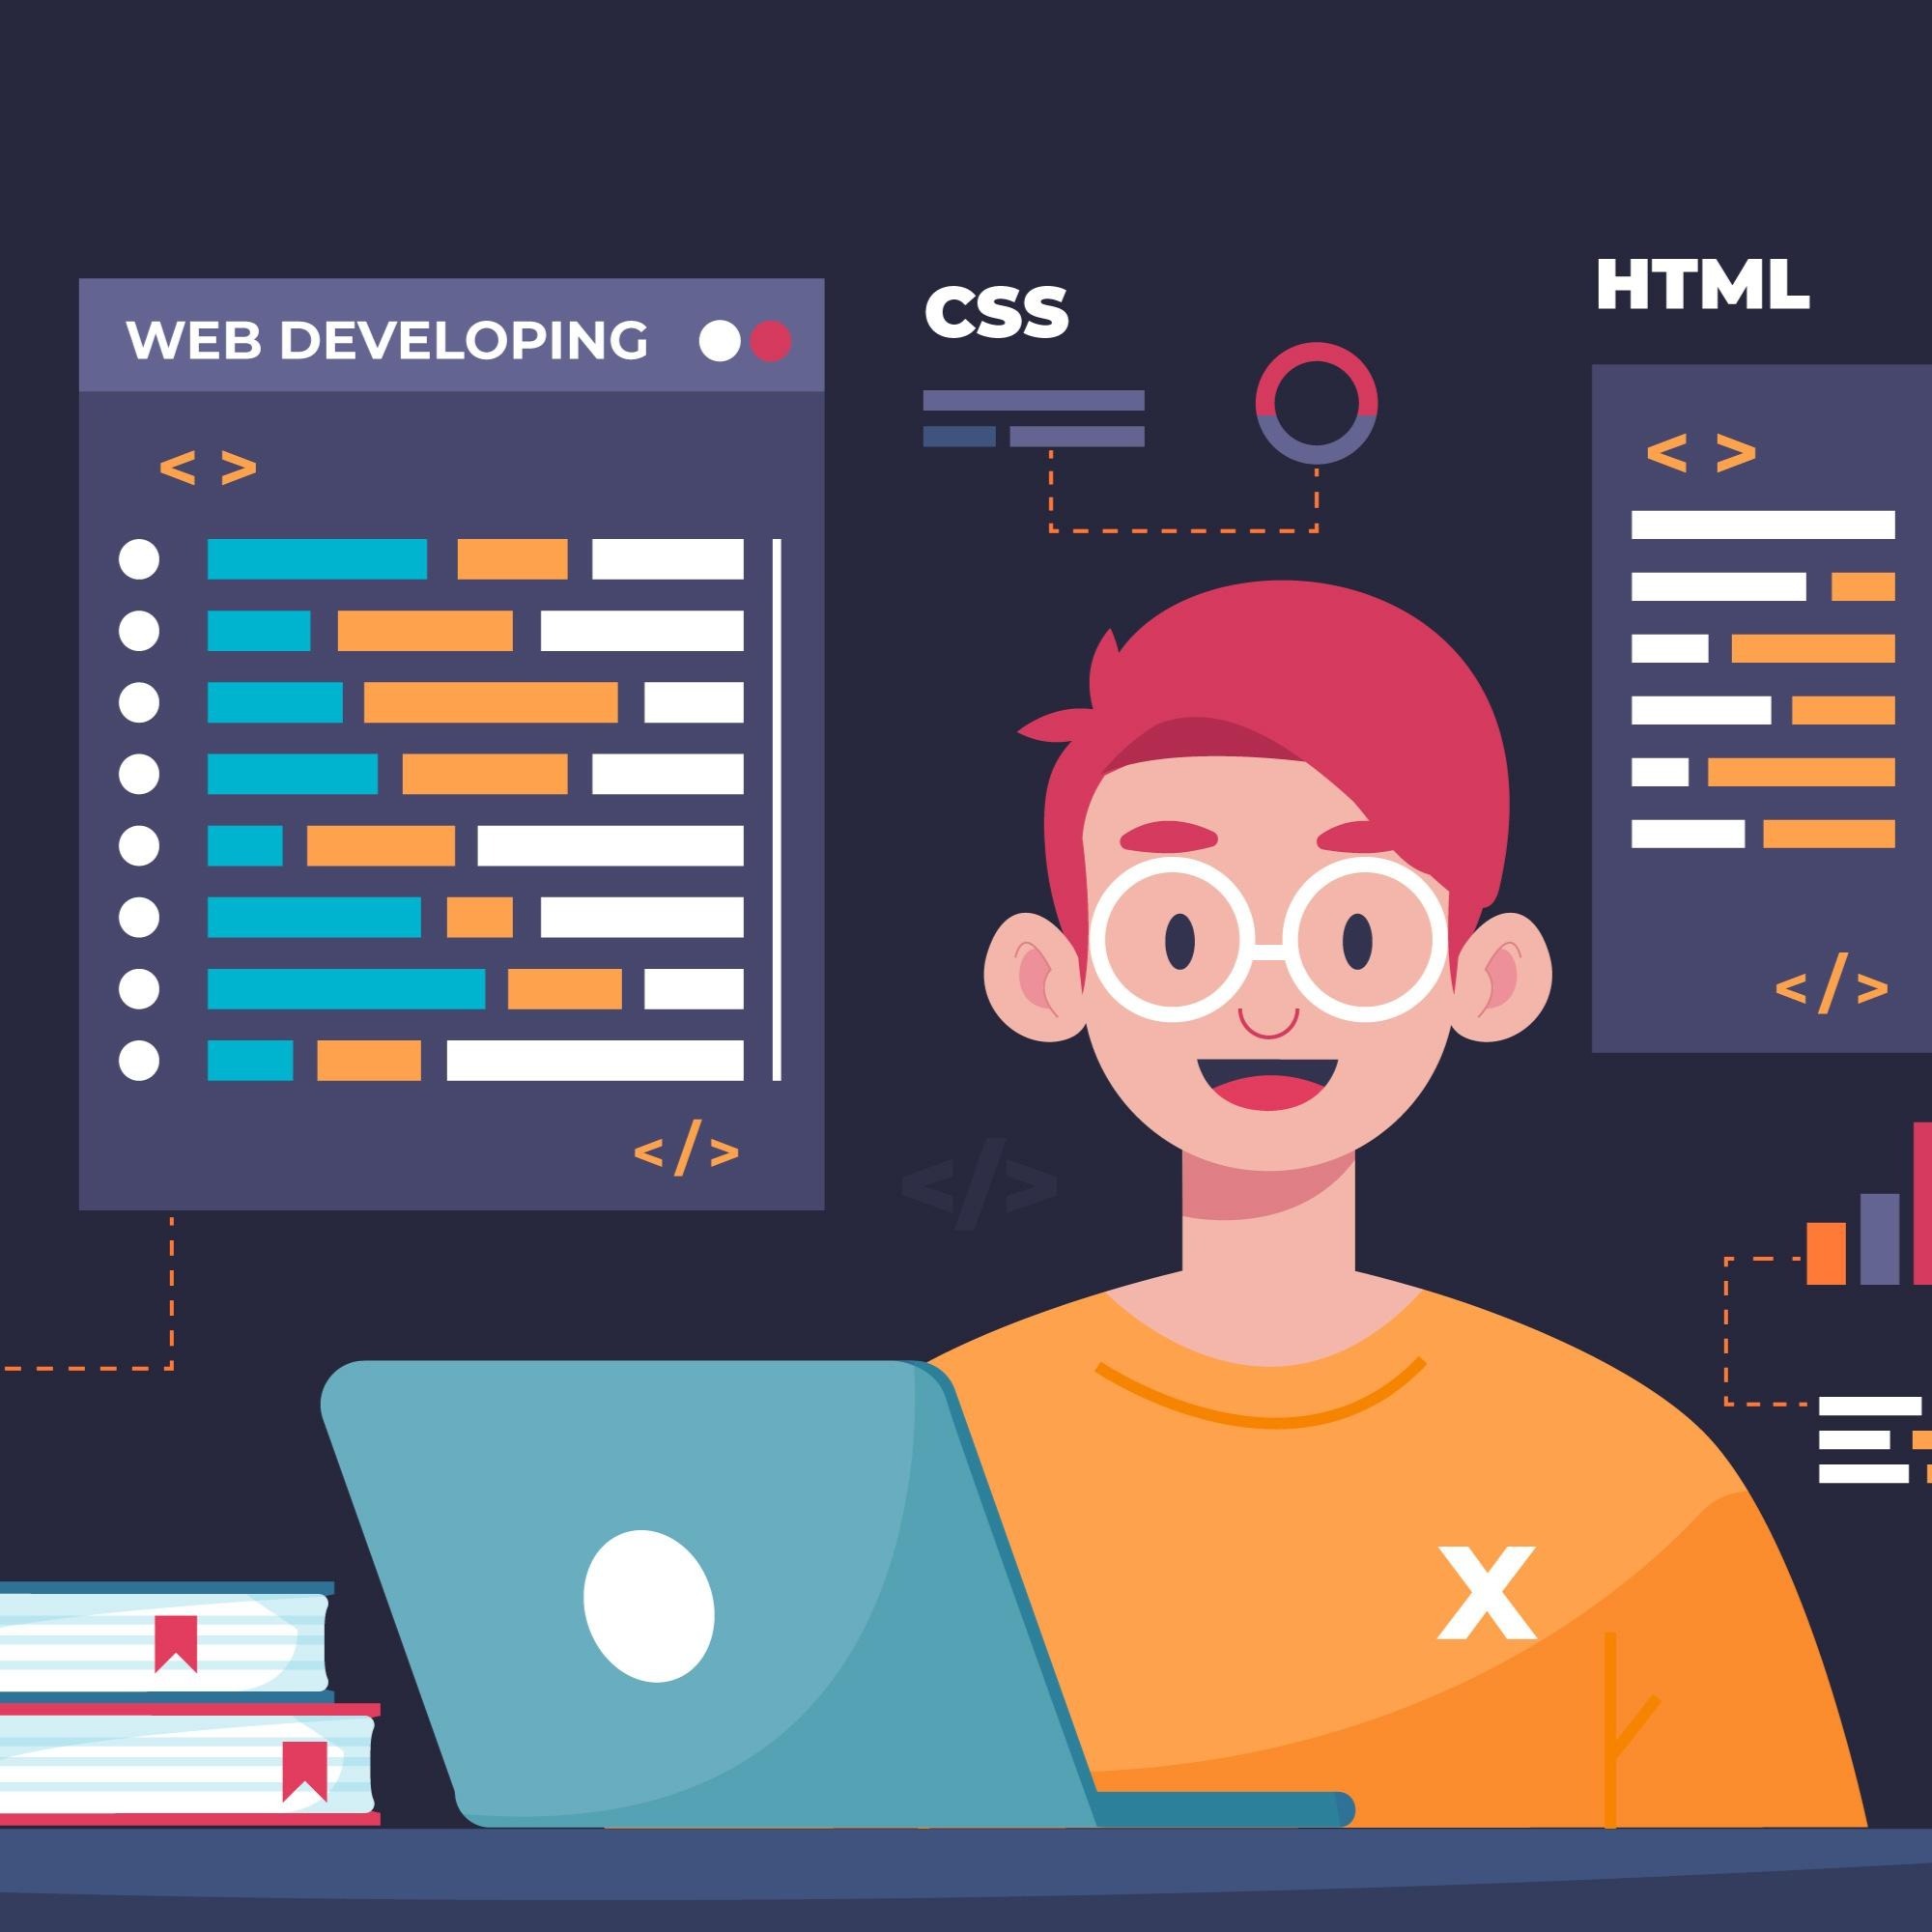 HTML
CSS
WEB DEVELOPING
< >
< >
</>
</>
</>
X